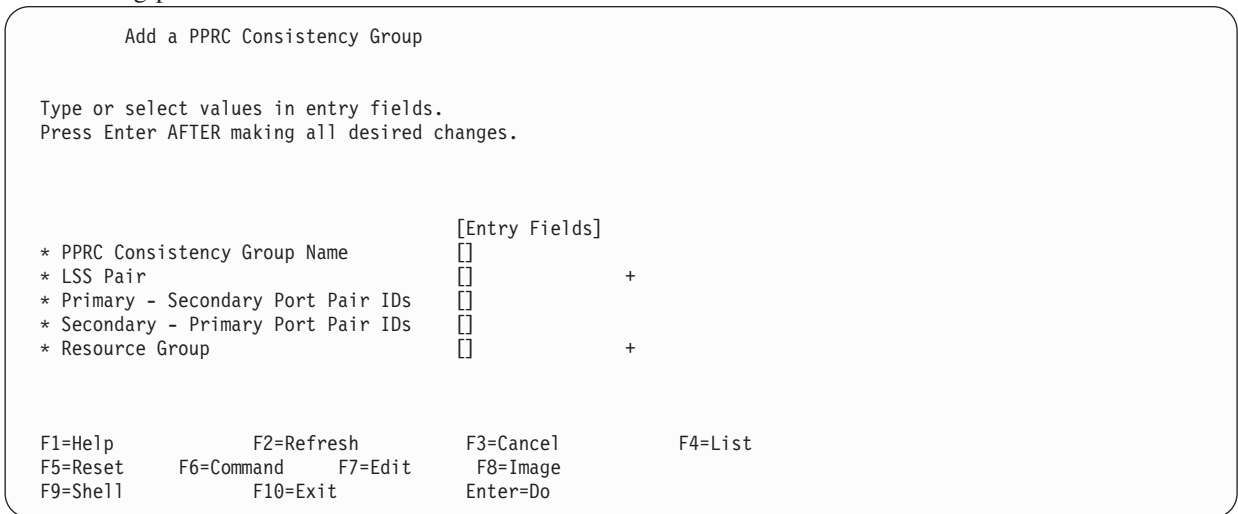 Add a PPRC Consistency Group
Type or select values in entry fields.
Press Enter AFTER making all desired changes.
[Entry Fields]
* PPRC Consistency Group Name []
* LSS Pair [] +
* Primary - Secondary Port Pair IDs []
* Secondary - Primary Port Pair IDs []
* Resource Group [] +
F1=Help F2=Refresh F3=Cancel F4=List
F5=Reset F6=Command F7=Edit F8=Image
F9=Shell F10=Exit Enter=Do